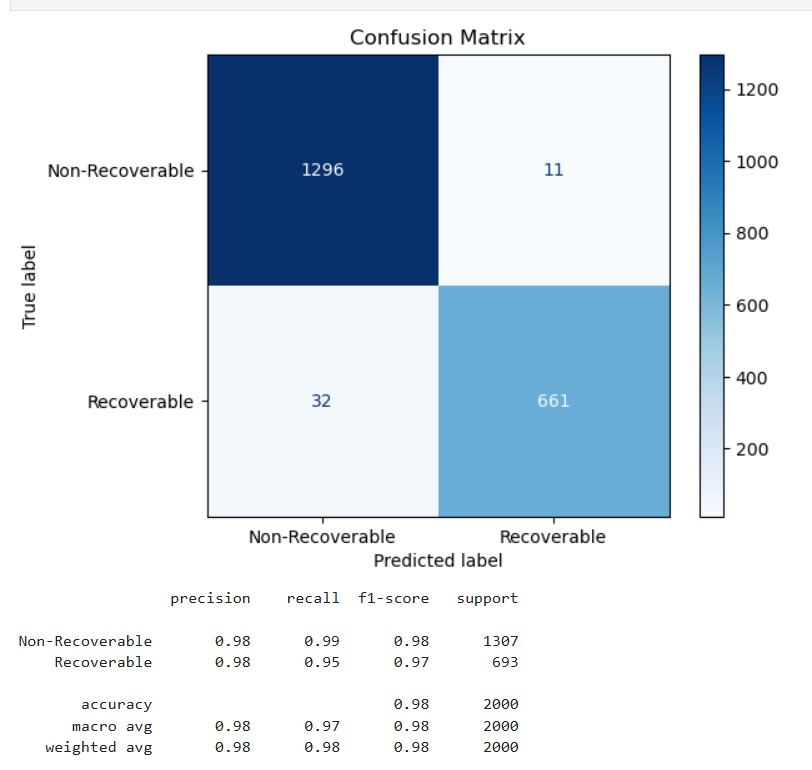 Confusion Matrix
1200
1000
800
600
400
200
Non-Recoverable
1296
11
True label
Recoverable
32
661
Non-Recoverable Recoverable
Predicted label
precision recall f1-score support
Non-Recoverable 0.98 0.99 0.98 1307
Recoverable 0.98 0.95 0.97 693
accuracy 0.98 2000
macro avg 0.98 0.97 0.98 2000
weighted avg 0.98 0.98 0.98 2000